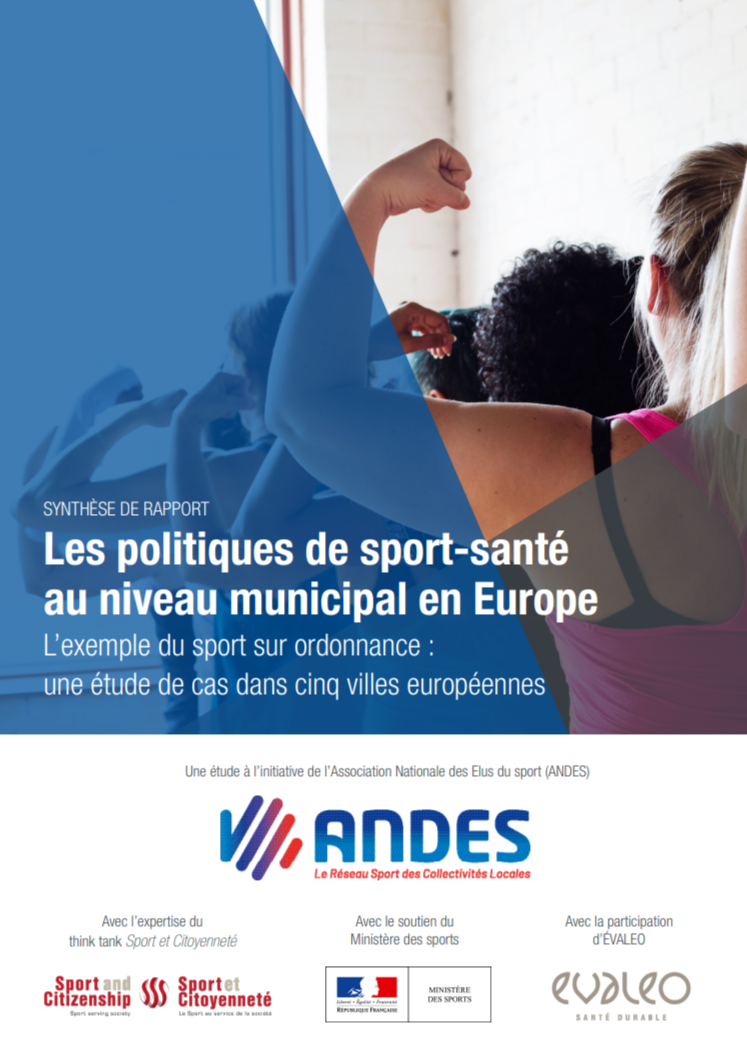 SYNTHÈSE DE RAPPORT
Les politiques de sport-santé
au niveau municipal en Europe
L'exemple du sport sur ordonnance :
une étude de cas dans cinq villes européennes
Une étude à l'initiative de l'Association Nationale des Elus du sport (ANDES)
ANDES
Le Réseau Sport des Collectivités Locales
Avec l'expertise du
think tank Sport et Citoyenneté
Sport and
Citizenship
Sport serving society
Sport et
Citoyenneté
Le Sport au service de la société
Avec le soutien du
Ministère des sports
Liberté • Égalité • Fraternité
RÉPUBLIQUE FRANÇAISE
MINISTÈRE
DES SPORTS
Avec la participation
d'ÉVALEO
evaleo
SANTÉ DURABLE